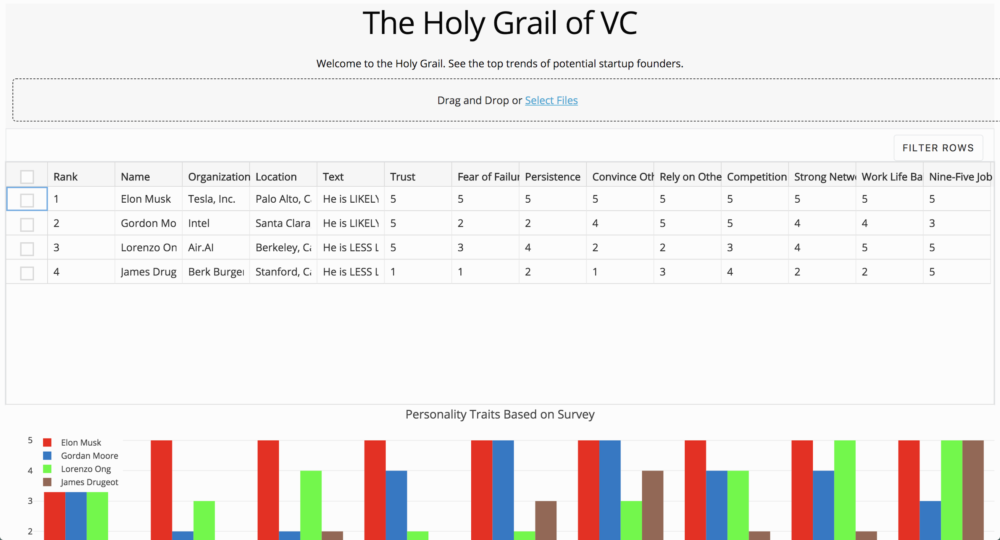 The Holy Grail of VC
Welcome to the Holy Grail. See the top trends of potential startup founders.
Drag and Drop or Select Files
FILTER ROWS
Rank Name Organization Location Text Trust Fear of Failur Persistence Convince Oth Rely on Othe Competition Strong Netwo Work Life Ba Nine-Five Job
1 Elon Musk Tesla, Inc. Palo Alto, Ca He is LIKELY 5 5 5 5 5 5 5 5 5
2 Gordon Mo Intel Santa Clara, He is LIKELY 5 2 2 4 5 5 4 4 3
3 Lorenzo On Air.AI Berkeley, Ca He is LESS L 5 3 4 2 2 3 4 5 5
4 James Drug Berk Burger Stanford, Ca He is LESS L 1 1 2 1 3 4 2 2 5
Personality Traits Based on Survey
5
4
3
2
Elon Musk
Gordan Moore
Lorenzo Ong
James Drugeot